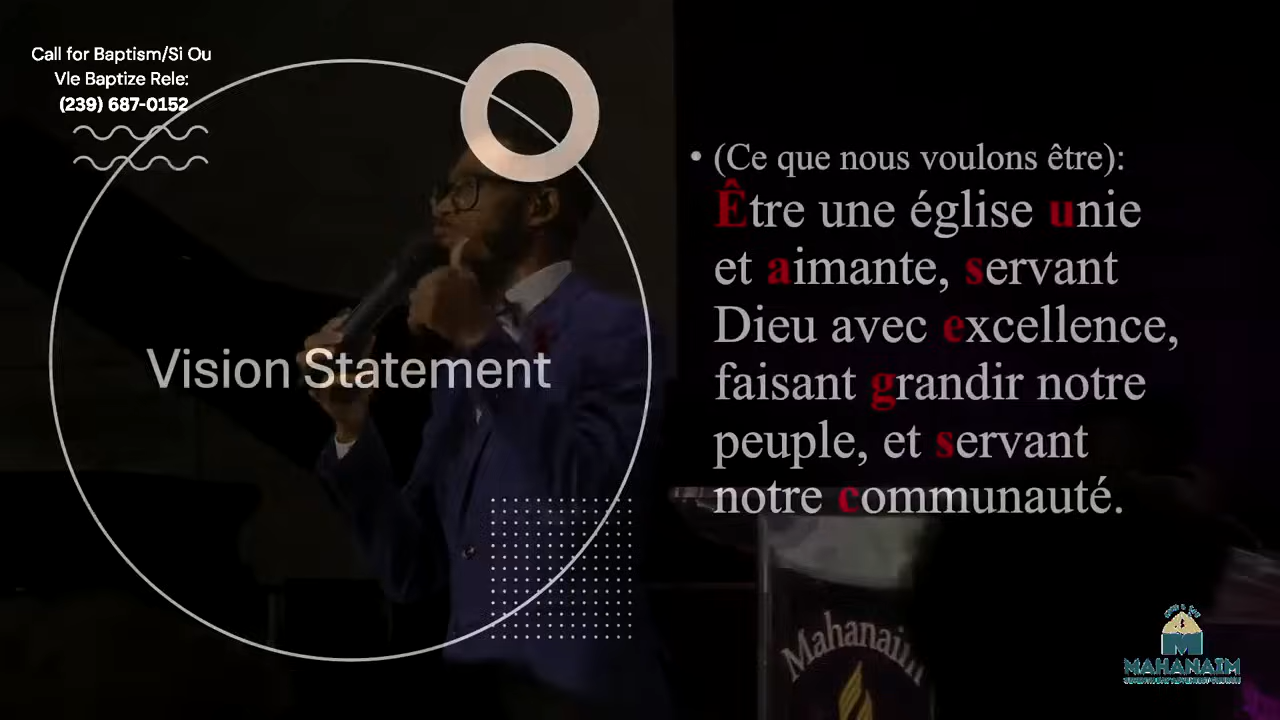 Call for Baptism/Si Ou
Vle Baptize Rele:
(239) 687-0152
Vision Statement
• (Ce que nous voulons être):
Être une église unie
et aimante, servant
Dieu avec excellence,
faisant grandir notre
peuple, et servant
notre communauté.
Mahanaim
MAHANAIM